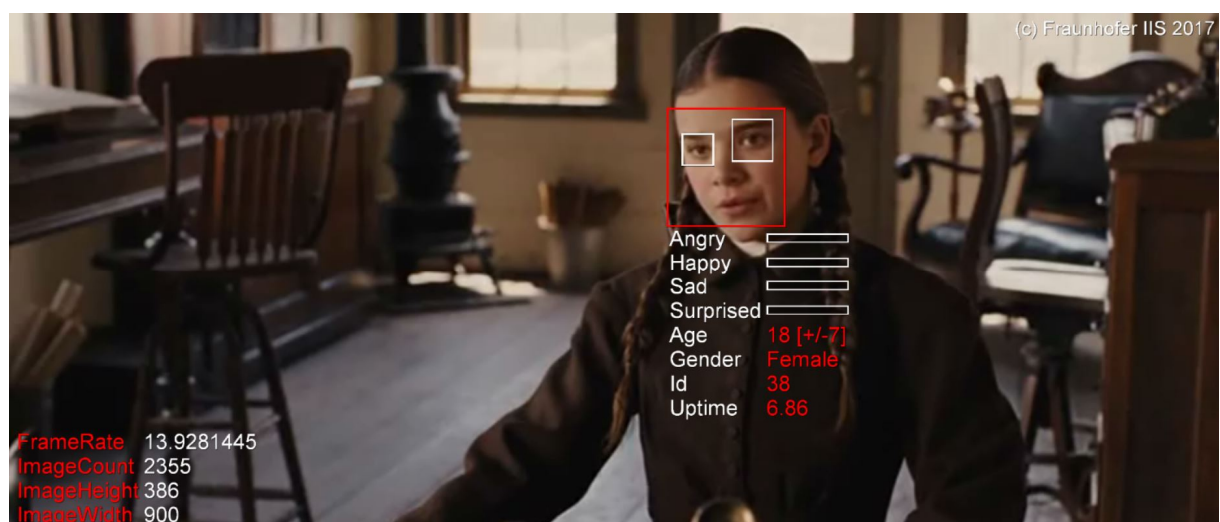 (c) Fraunhofer IIS 2017
Angry
Happy
Sad
Surprised
Age 18 [+/-7]
Gender Female
Id 38
Uptime 6.86
FrameRate 13.9281445
ImageCount 2355
ImageHeight 386
ImageWidth 900